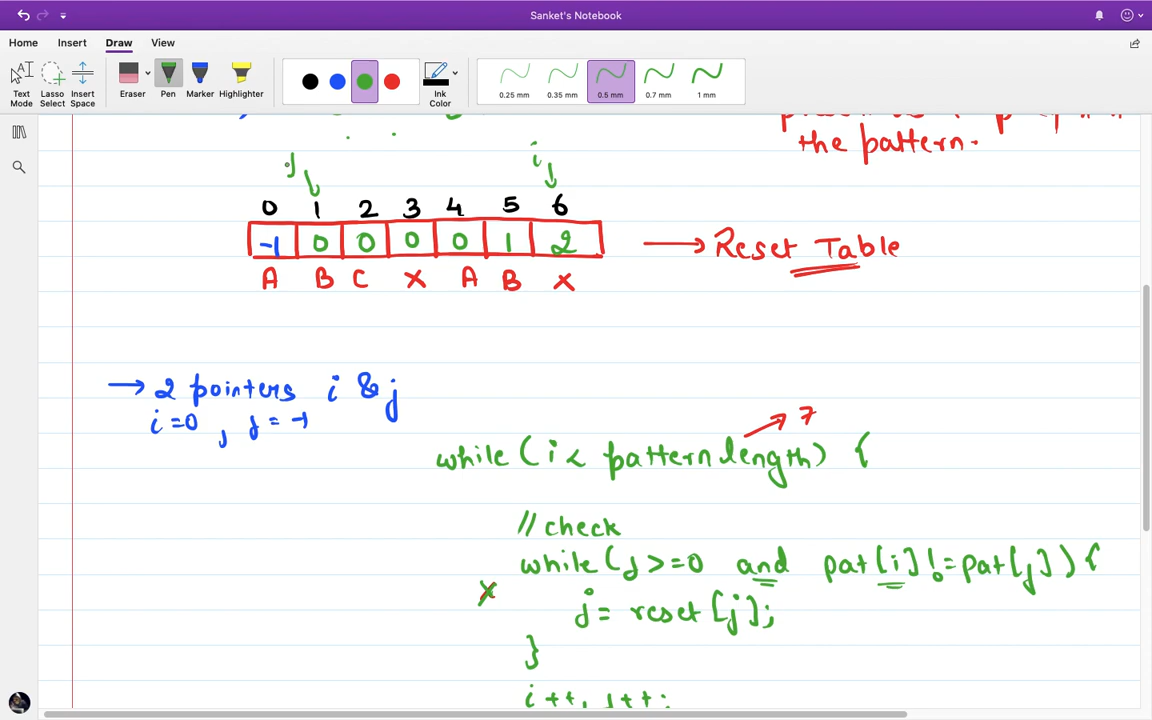 Sanket's Notebook
Home Insert Draw View
Text Mode
Lasso Select
Insert Space
Eraser
Pen
Marker
Highlighter
Ink Color
0.25 mm 0.35 mm 0.5 mm 0.7 mm 1 mm
the pattern.
j i
0 1 2 3 4 5 6
-1 0 0 0 0 1 2 → Reset Table
A B C X A B X
→ 2 pointers i & j
i = 0 , j = -1
7
while ( i < pattern length ) {
// check
while ( j >= 0 and pat[i] != pat[j] ) {
X j = reset [j];
}
i++, j++;